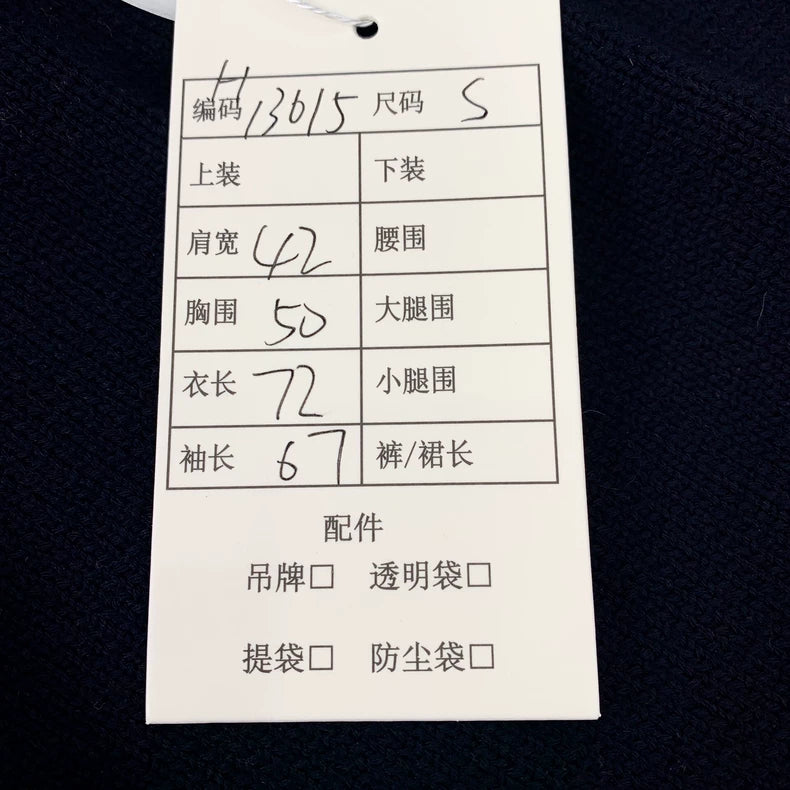 编码 H13615 尺码 S
上装 下装
肩宽 42 腰围
胸围 50 大腿围
衣长 72 小腿围
袖长 67 裤/裙长
配件
吊牌□ 透明袋□
提袋□ 防尘袋□